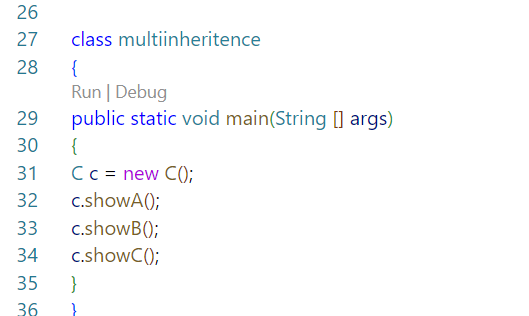 26
27 class multiinheritence
28 {
Run | Debug
29 public static void main(String [] args)
30 {
31 C c = new C();
32 c.showA();
33 c.showB();
34 c.showC();
35 }
36 }